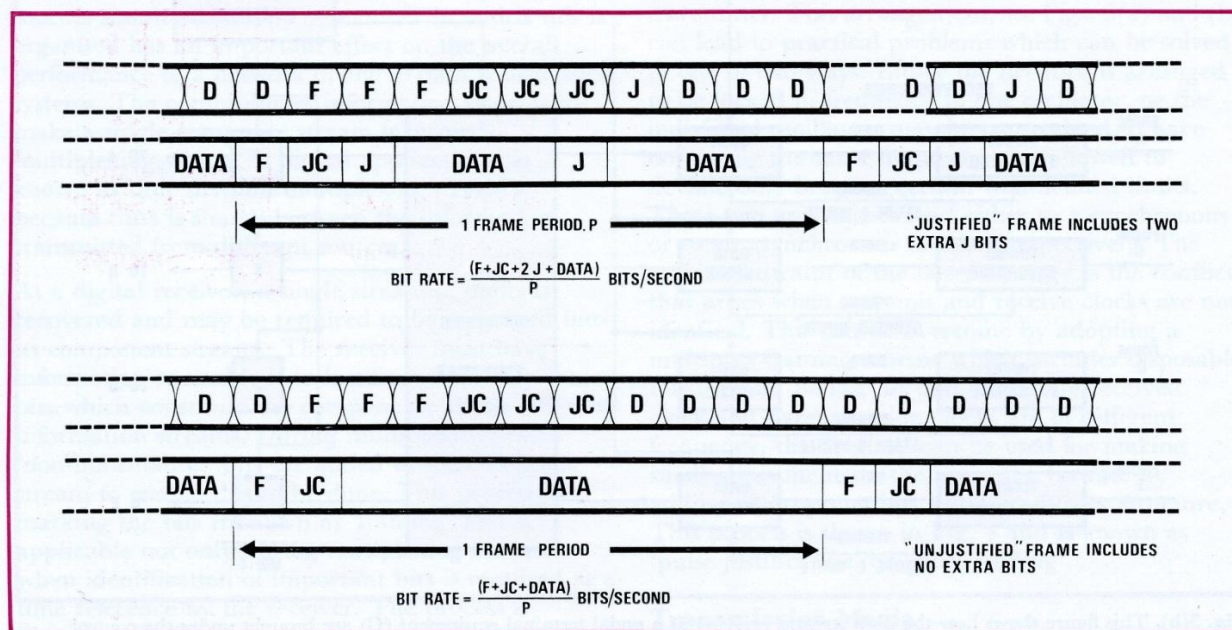 D D F F F JC JC JC J D D D D D J D
DATA F JC J DATA J DATA F JC J DATA
1 FRAME PERIOD. P
"JUSTIFIED" FRAME INCLUDES TWO
EXTRA J BITS
BIT RATE = (F+JC+2 J + DATA) / P BITS/SECOND
D D F F F JC JC JC D D D D D D D D D
DATA F JC DATA F JC DATA
1 FRAME PERIOD
"UNJUSTIFIED" FRAME INCLUDES
NO EXTRA BITS
BIT RATE = (F+JC+DATA) / P BITS/SECOND